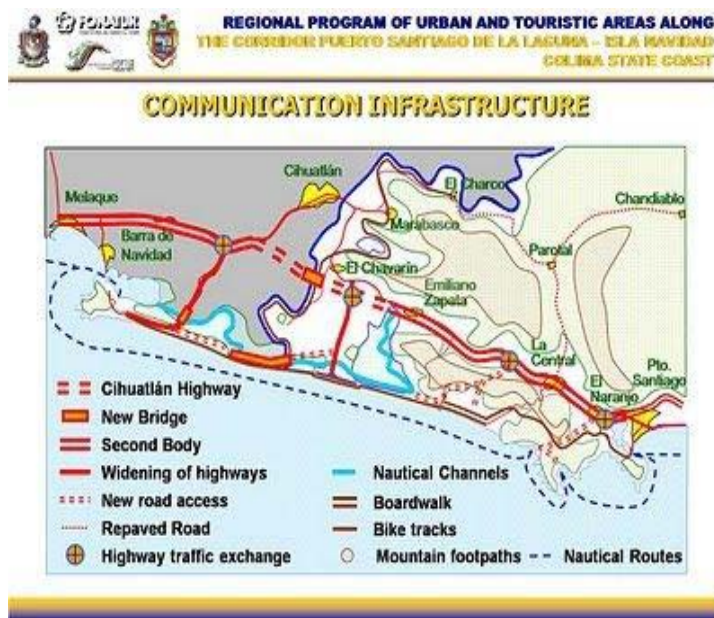 FONATUR
REGIONAL PROGRAM OF URBAN AND TOURISTIC AREAS ALONG
THE CORRIDOR PUERTO SANTIAGO DE LA LAGUNA – ISLA NAVIDAD
COLIMA STATE COAST
COMMUNICATION INFRASTRUCTURE
Melaque
Cihuatlán
El Charco
Chandiablo
Barra de
Navidad
Marabasco
Parotal
El Chavarín
Emiliano
Zapata
La
Central
Pto.
Santiago
El
Naranjo
Cihuatlán Highway
New Bridge
Second Body
Widening of highways
New road access
Repaved Road
Highway traffic exchange
Nautical Channels
Boardwalk
Bike tracks
Mountain footpaths
Nautical Routes